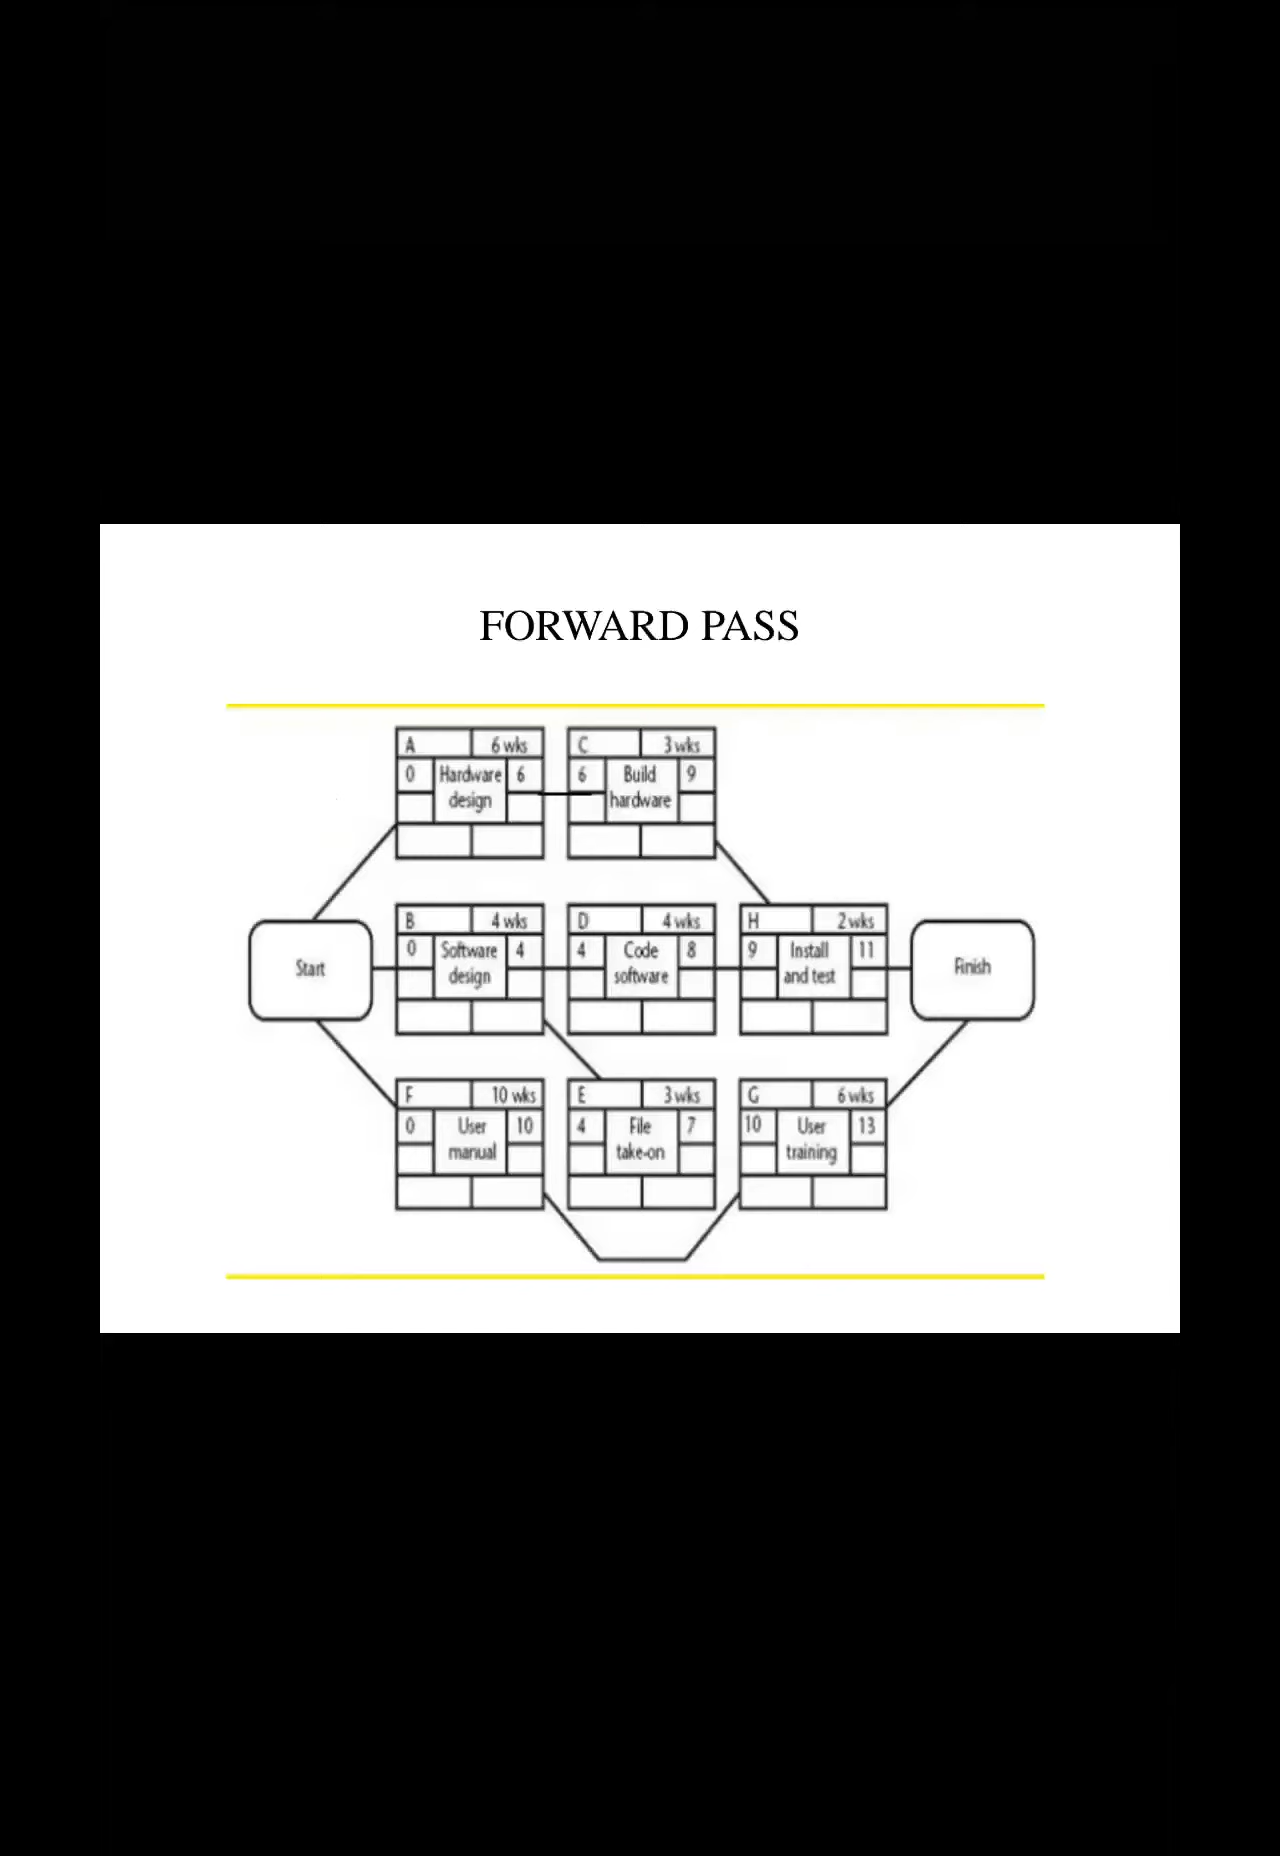 FORWARD PASS
A 6 wks
0 Hardware 6
design
C 3 wks
6 Build 9
hardware
B 4 wks
0 Software 4
design
D 4 wks
4 Code 8
software
H 2 wks
9 Install 11
and test
Start
Finish
F 10 wks
0 User 10
manual
E 3 wks
4 File 7
take-on
G 6 wks
10 User 13
training